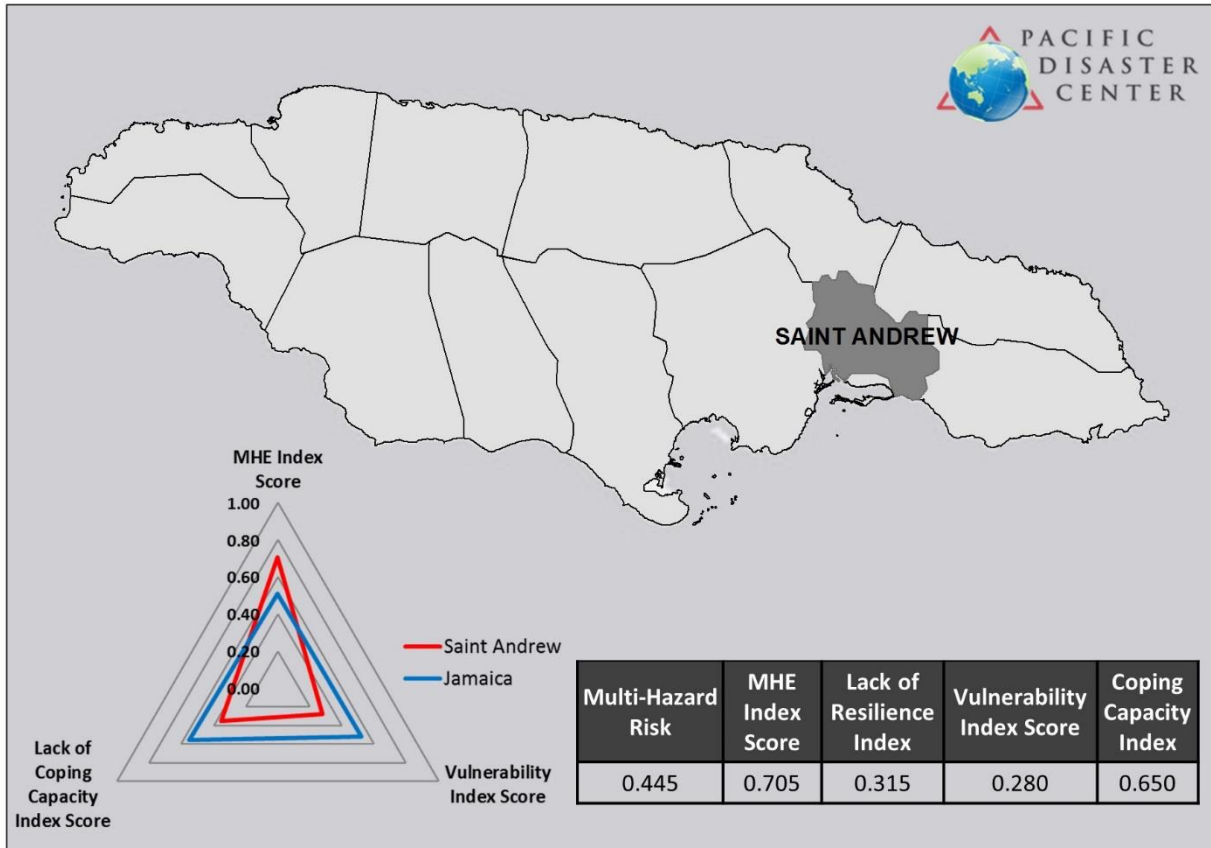 PACIFIC
DISASTER
CENTER
SAINT ANDREW
MHE Index
Score
1.00
0.80
0.60
0.40
0.20
0.00
Saint Andrew
Jamaica
Lack of
Coping
Capacity
Index Score
Vulnerability
Index Score
Multi-Hazard
Risk
MHE
Index
Score
Lack of
Resilience
Index
Vulnerability
Index Score
Coping
Capacity
Index
0.445
0.705
0.315
0.280
0.650